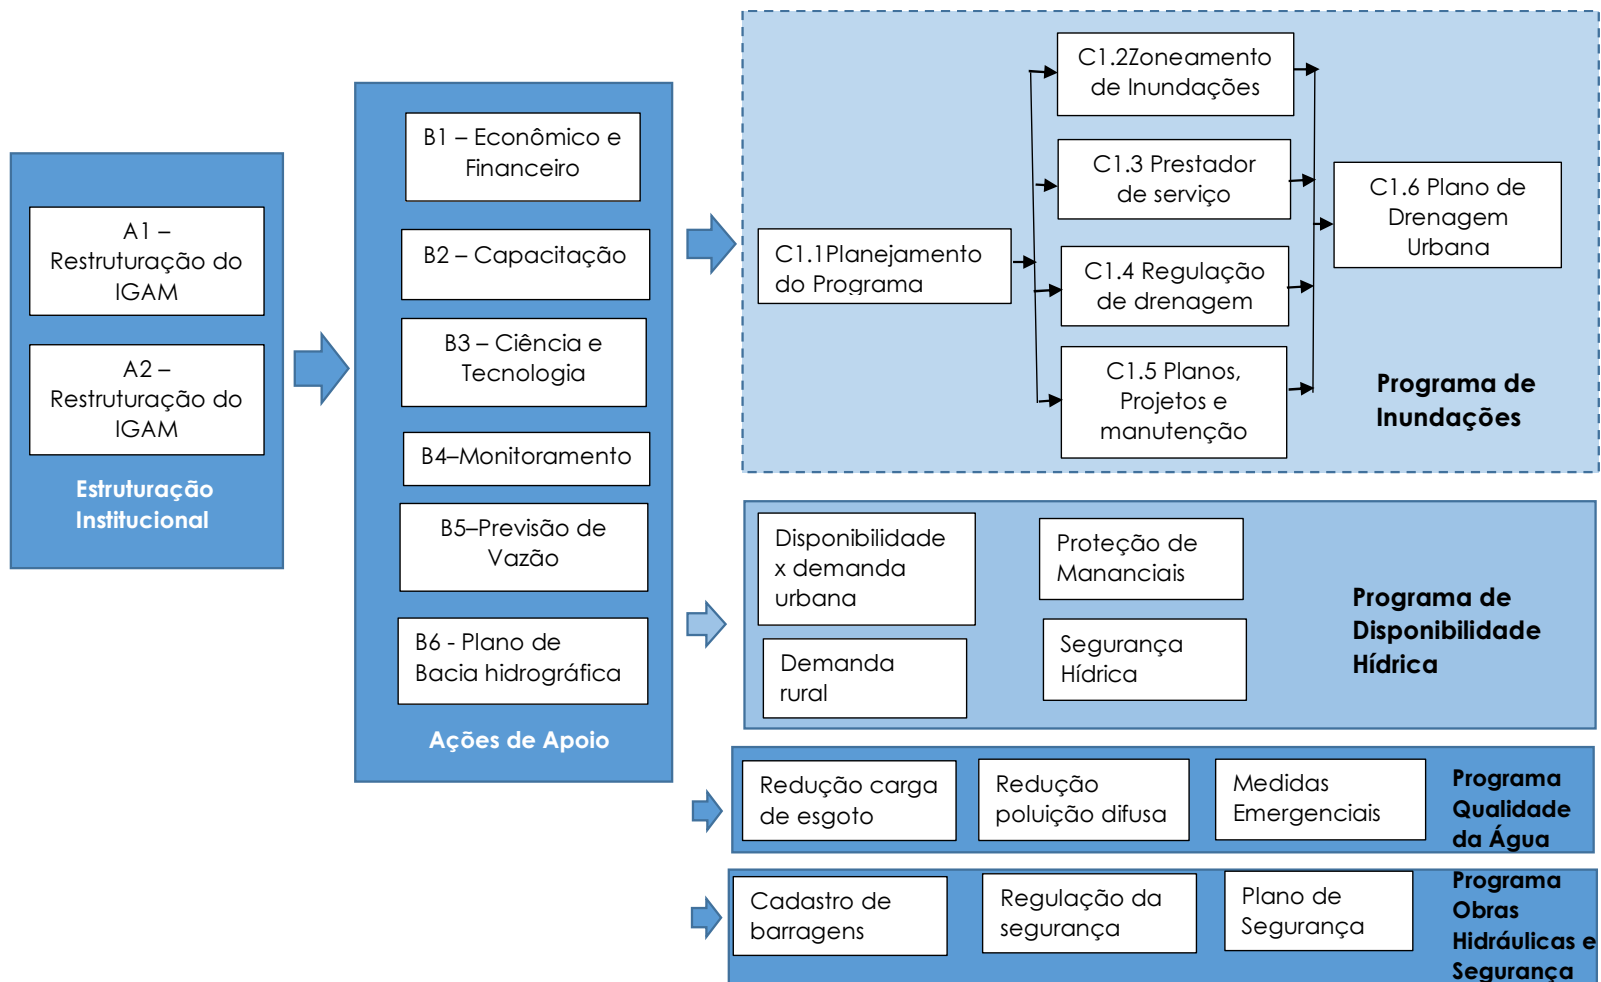 A1 –
Restruturação do
IGAM
A2 –
Restruturação do
IGAM
Estruturação
Institucional
B1 – Econômico e
Financeiro
B2 – Capacitação
B3 – Ciência e
Tecnologia
B4–Monitoramento
B5–Previsão de
Vazão
B6 - Plano de
Bacia hidrográfica
Ações de Apoio
C1.1Planejamento
do Programa
C1.2Zoneamento
de Inundações
C1.3 Prestador
de serviço
C1.4 Regulação
de drenagem
C1.5 Planos,
Projetos e
manutenção
C1.6 Plano de
Drenagem
Urbana
Programa de
Inundações
Disponibilidade
x demanda
urbana
Proteção de
Mananciais
Demanda
rural
Segurança
Hídrica
Programa de
Disponibilidade
Hídrica
Redução carga
de esgoto
Redução
poluição difusa
Medidas
Emergenciais
Programa
Qualidade
da Água
Cadastro de
barragens
Regulação da
segurança
Plano de
Segurança
Programa
Obras
Hidráulicas e
Segurança